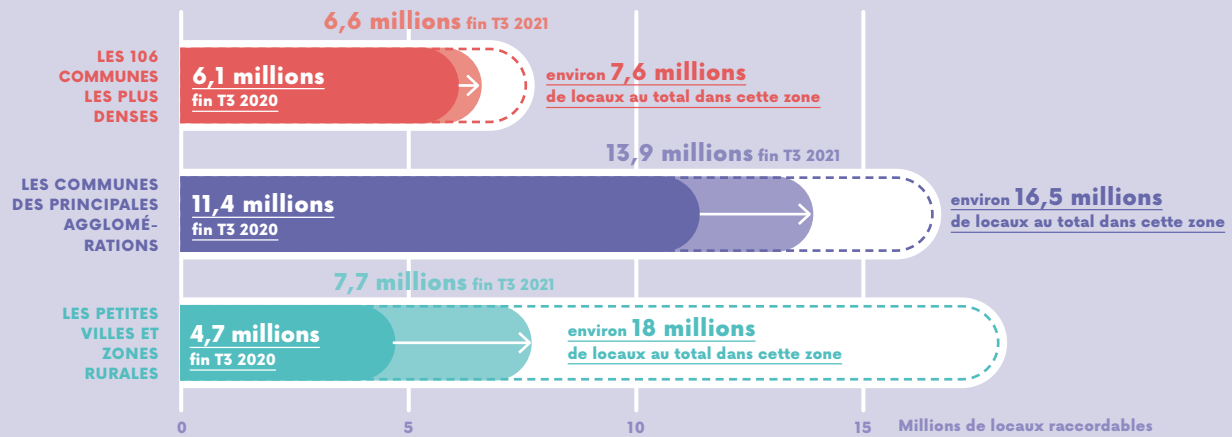 6,6 millions fin T3 2021
LES 106
COMMUNES
LES PLUS
DENSES
6,1 millions
fin T3 2020
environ 7,6 millions
de locaux au total dans cette zone
13,9 millions fin T3 2021
LES COMMUNES
DES PRINCIPALES
AGGLOMÉ-
RATIONS
11,4 millions
fin T3 2020
environ 16,5 millions
de locaux au total dans cette zone
7,7 millions fin T3 2021
LES PETITES
VILLES ET
ZONES
RURALES
4,7 millions
fin T3 2020
environ 18 millions
de locaux au total dans cette zone
0 5 10 15 Millions de locaux raccordables